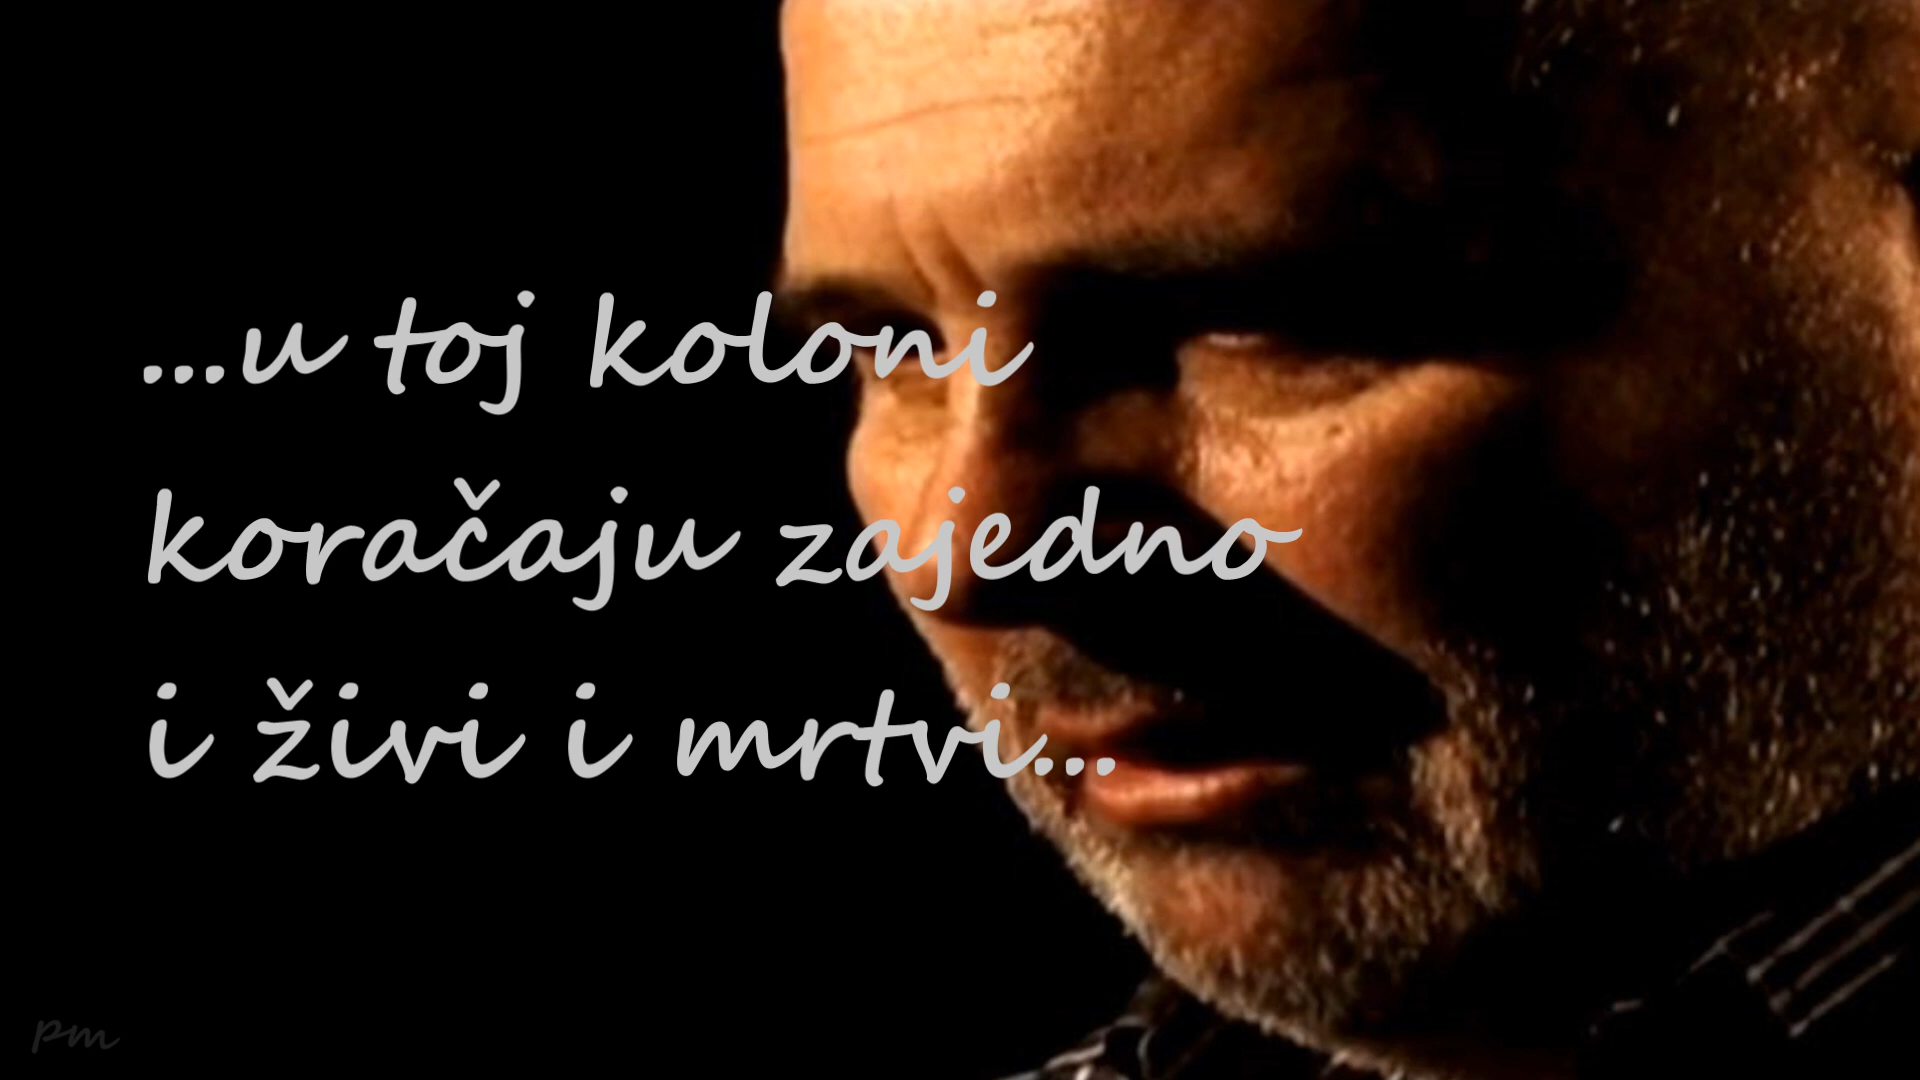 ...u toj koloni
koračaju zajedno
i živi i mrtvi...
pm